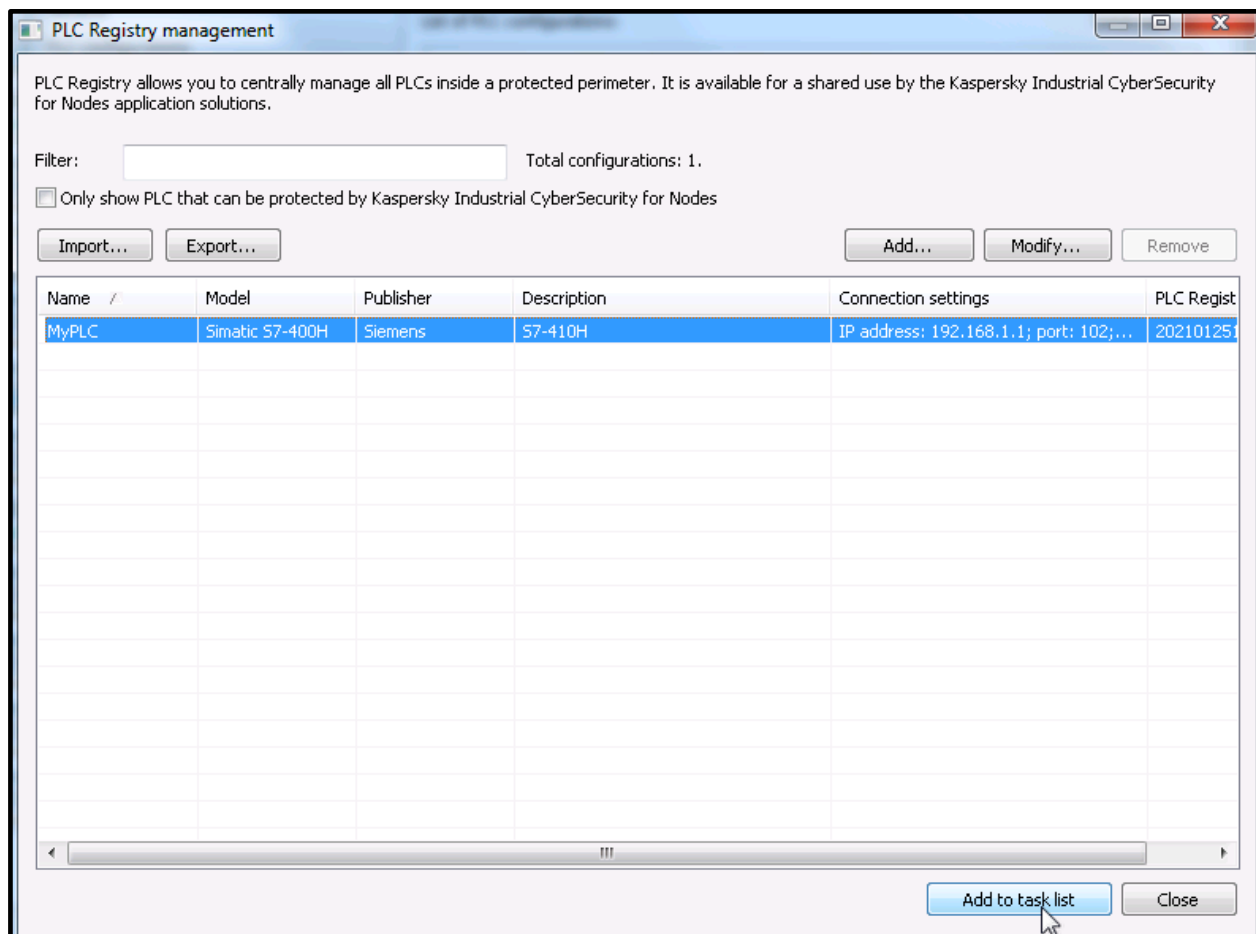 PLC Registry management
PLC Registry allows you to centrally manage all PLCs inside a protected perimeter. It is available for a shared use by the Kaspersky Industrial CyberSecurity
for Nodes application solutions.
Filter: Total configurations: 1.
Only show PLC that can be protected by Kaspersky Industrial CyberSecurity for Nodes
Import... Export... Add... Modify... Remove
Name Model Publisher Description Connection settings PLC Regist
MyPLC Simatic S7-400H Siemens S7-410H IP address: 192.168.1.1; port: 102;... 202101251
Add to task list Close